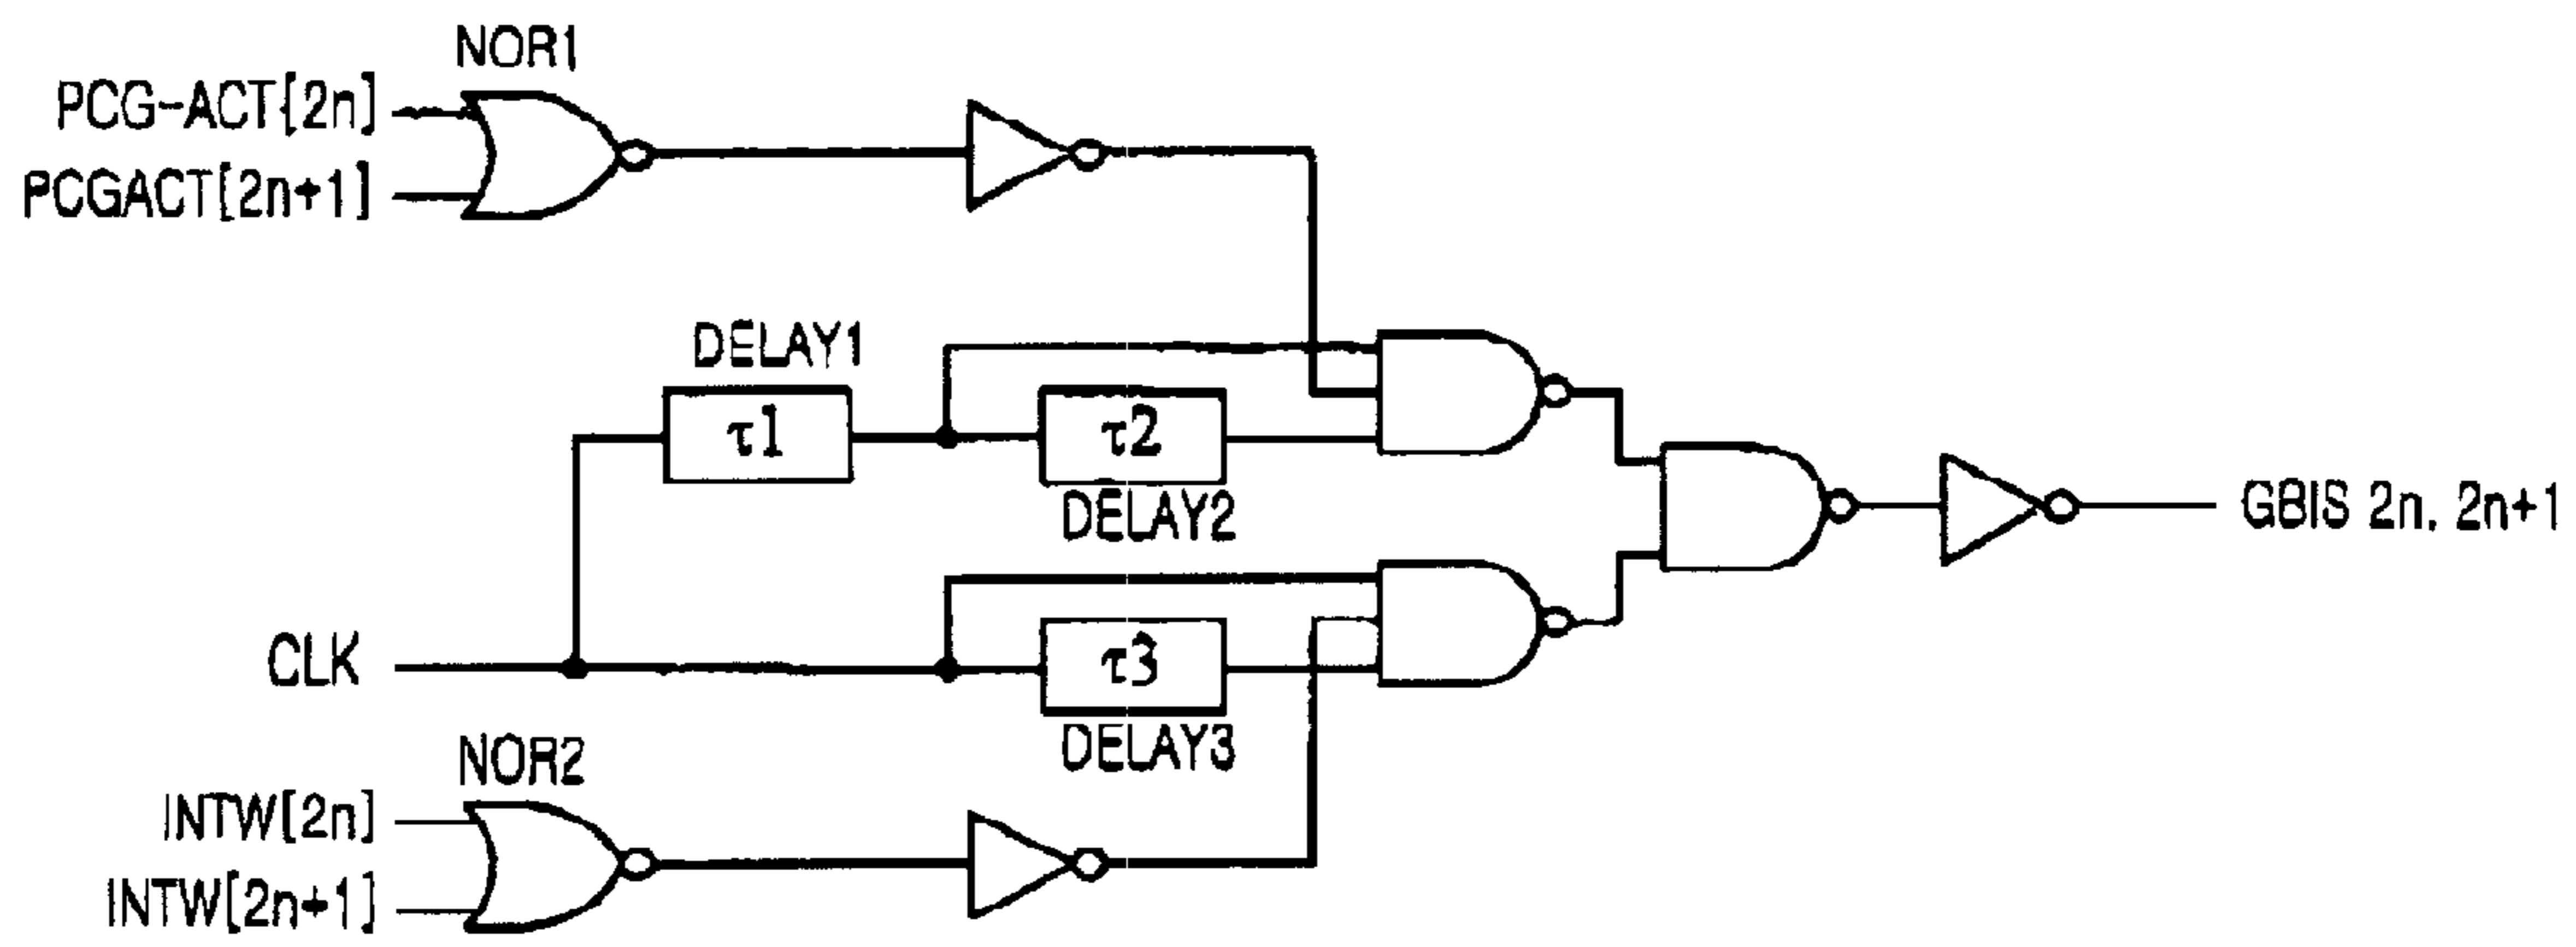 NOR1
PCG-ACT[2n]
PCGACT[2n+1]
DELAY1
τ1
τ2
DELAY2
GBIS 2n, 2n+1
CLK
τ3
DELAY3
NOR2
INTW[2n]
INTW[2n+1]